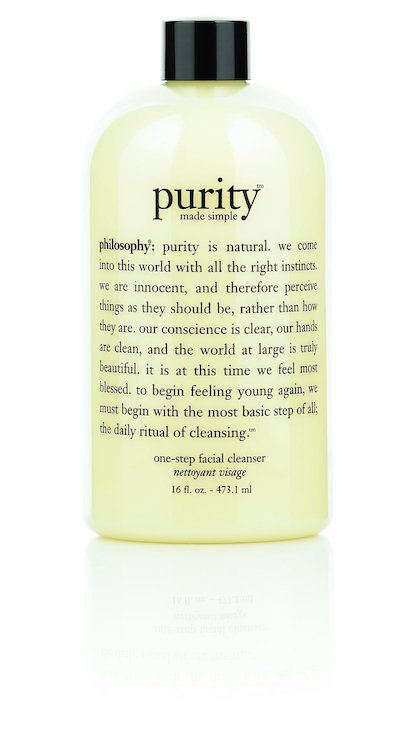 purity™
made simple
philosophy®: purity is natural. we come
into this world with all the right instincts.
we are innocent, and therefore perceive
things as they should be, rather than how
they are. our conscience is clear, our hands
are clean, and the world at large is truly
beautiful. it is at this time we feel most
blessed. to begin feeling young again, we
must begin with the most basic step of all;
the daily ritual of cleansing.™
one-step facial cleanser
nettoyant visage
16 fl. oz. - 473.1 ml